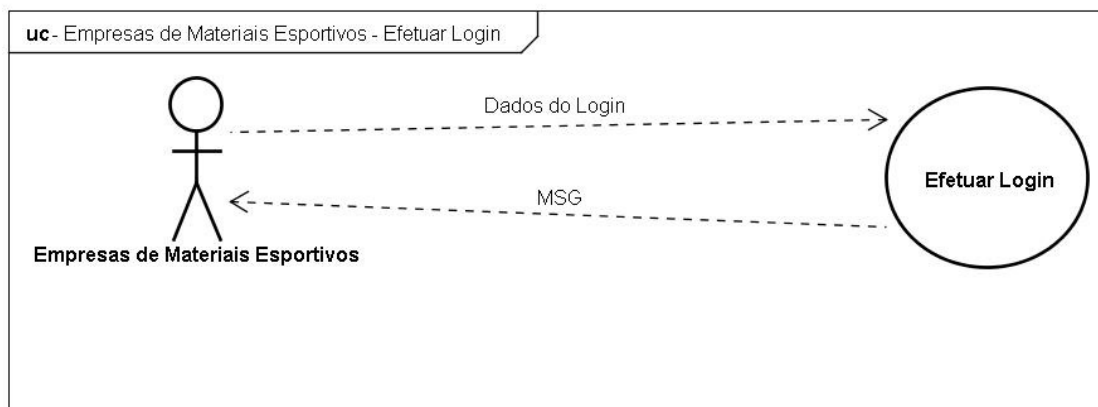 uc- Empresas de Materiais Esportivos - Efetuar Login
Dados do Login
Efetuar Login
MSG
Empresas de Materiais Esportivos